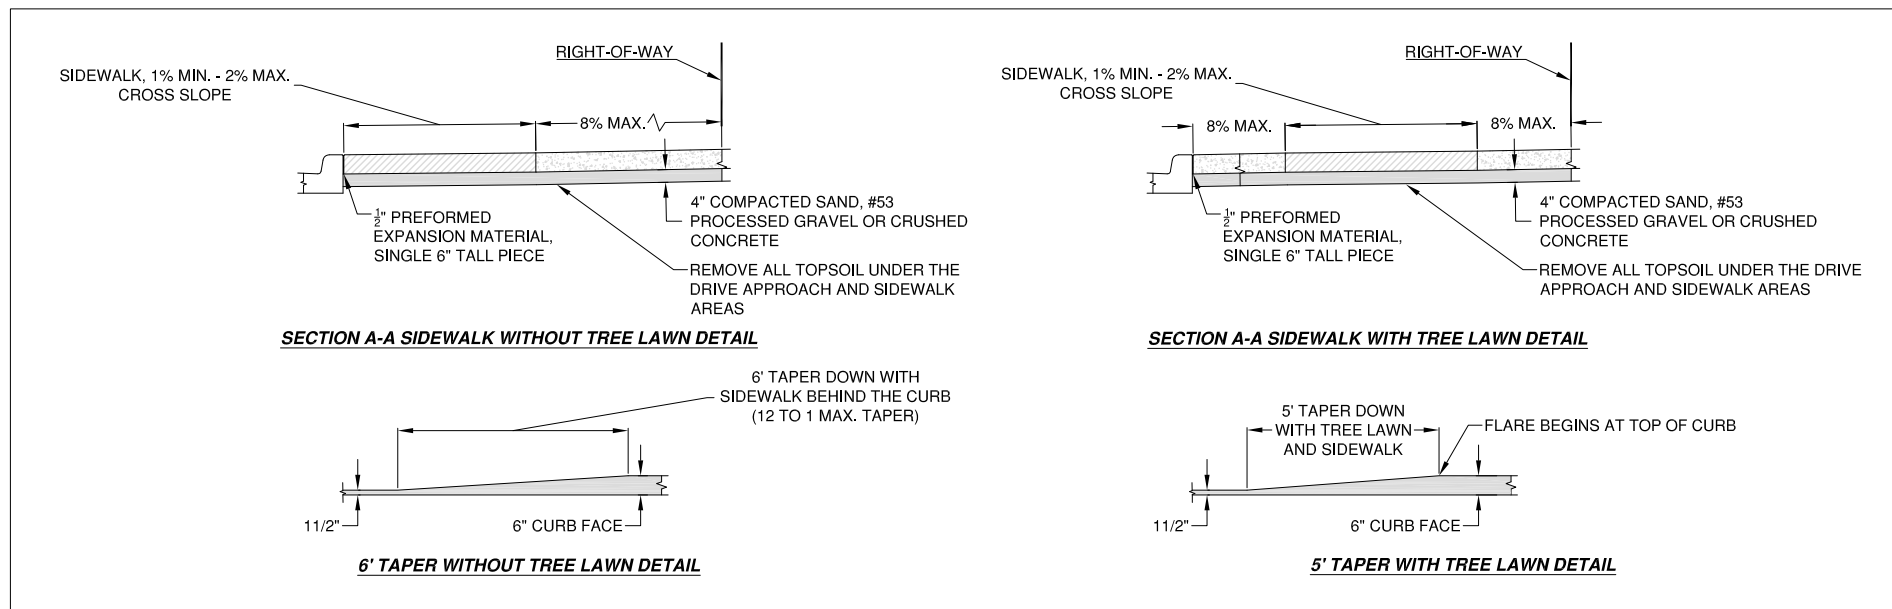 RIGHT-OF-WAY
SIDEWALK, 1% MIN. - 2% MAX.
CROSS SLOPE
8% MAX.
½" PREFORMED
EXPANSION MATERIAL,
SINGLE 6" TALL PIECE
4" COMPACTED SAND, #53
PROCESSED GRAVEL OR CRUSHED
CONCRETE
REMOVE ALL TOPSOIL UNDER THE
DRIVE APPROACH AND SIDEWALK
AREAS
SECTION A-A SIDEWALK WITHOUT TREE LAWN DETAIL
RIGHT-OF-WAY
SIDEWALK, 1% MIN. - 2% MAX.
CROSS SLOPE
8% MAX.
8% MAX.
½" PREFORMED
EXPANSION MATERIAL,
SINGLE 6" TALL PIECE
4" COMPACTED SAND, #53
PROCESSED GRAVEL OR CRUSHED
CONCRETE
REMOVE ALL TOPSOIL UNDER THE DRIVE
APPROACH AND SIDEWALK AREAS
SECTION A-A SIDEWALK WITH TREE LAWN DETAIL
6' TAPER DOWN WITH
SIDEWALK BEHIND THE CURB
(12 TO 1 MAX. TAPER)
11/2"
6" CURB FACE
6' TAPER WITHOUT TREE LAWN DETAIL
5' TAPER DOWN
WITH TREE LAWN
AND SIDEWALK
FLARE BEGINS AT TOP OF CURB
11/2"
6" CURB FACE
5' TAPER WITH TREE LAWN DETAIL